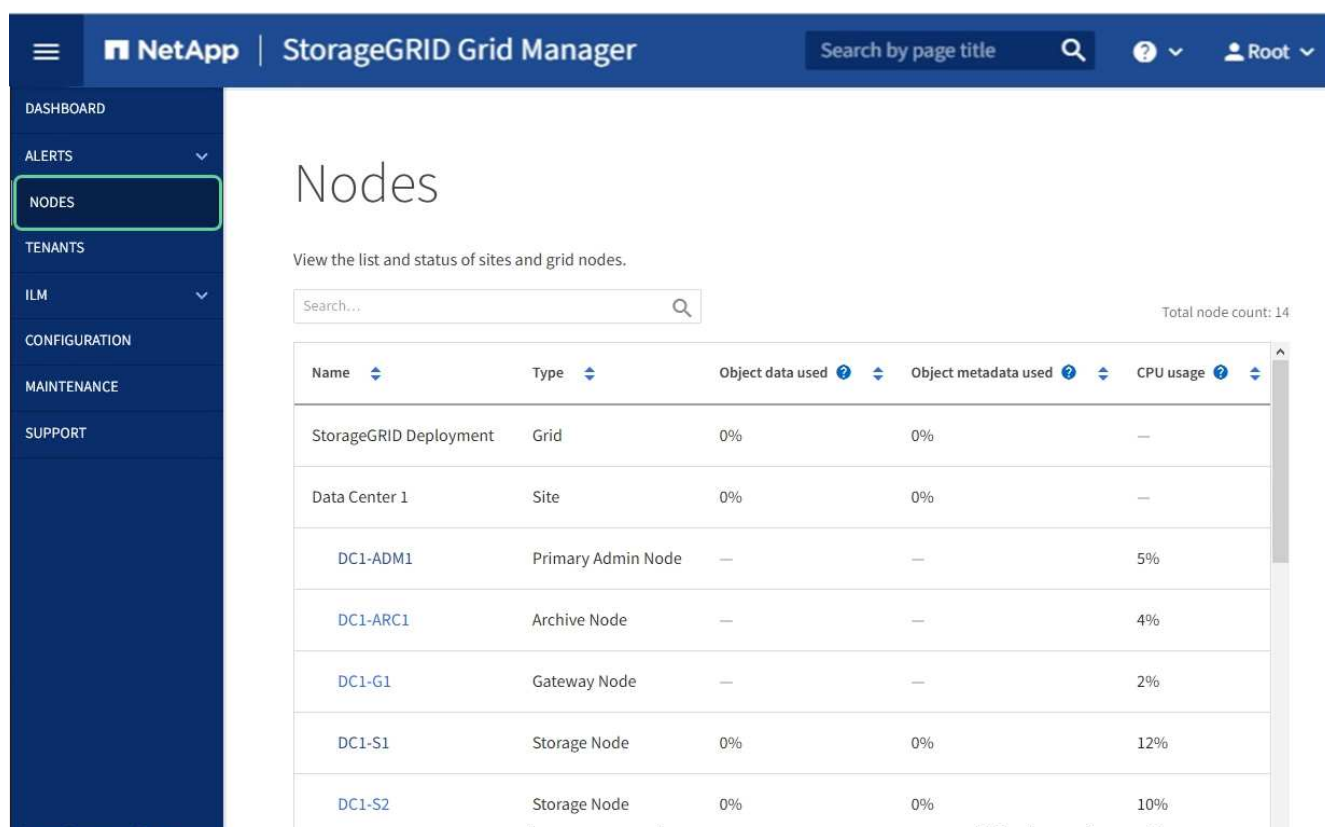 NetApp | StorageGRID Grid Manager Search by page title ? Root
DASHBOARD
ALERTS
NODES
TENANTS
ILM
CONFIGURATION
MAINTENANCE
SUPPORT
Nodes
View the list and status of sites and grid nodes.
Search...
Total node count: 14
Name Type Object data used ? Object metadata used ? CPU usage ?
StorageGRID Deployment Grid 0% 0% —
Data Center 1 Site 0% 0% —
DC1-ADM1 Primary Admin Node — — 5%
DC1-ARC1 Archive Node — — 4%
DC1-G1 Gateway Node — — 2%
DC1-S1 Storage Node 0% 0% 12%
DC1-S2 Storage Node 0% 0% 10%